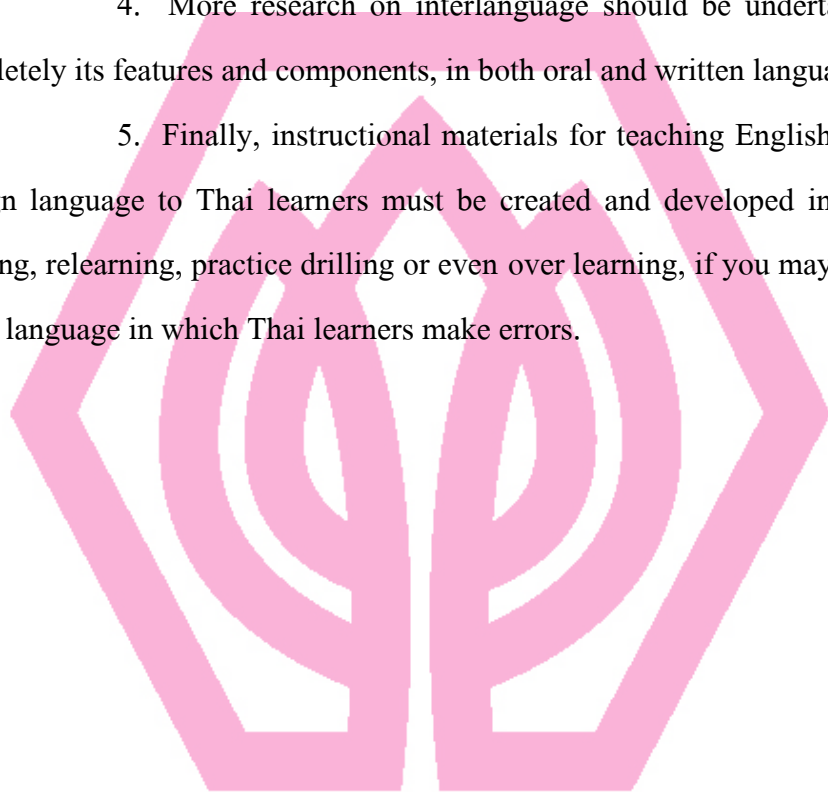 4. More research on interlanguage should be underta
letely its features and components, in both oral and written langua
5. Finally, instructional materials for teaching English
n language to Thai learners must be created and developed in
ng, relearning, practice drilling or even over learning, if you may
language in which Thai learners make errors.